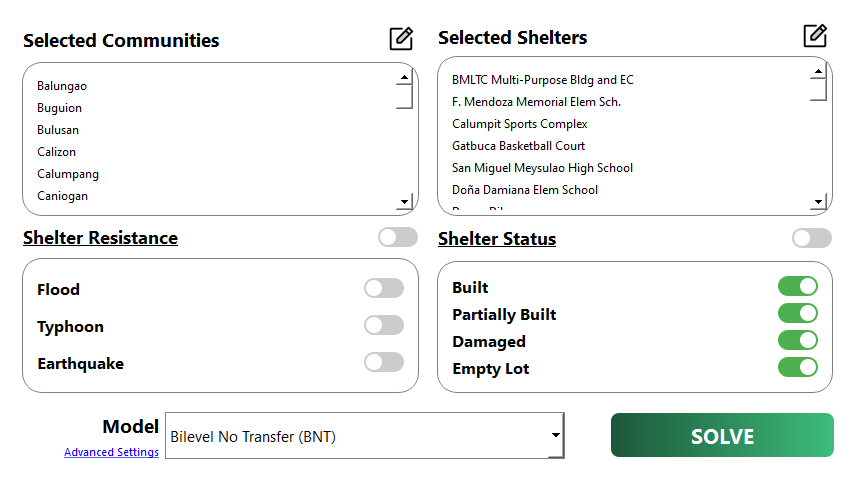 Selected Communities
Balungao
Buguion
Bulusan
Calizon
Calumpang
Caniogan
Selected Shelters
BMLTC Multi-Purpose Bldg and EC
F. Mendoza Memorial Elem Sch.
Calumpit Sports Complex
Gatbuca Basketball Court
San Miguel Meysulao High School
Doña Damiana Elem School
Shelter Resistance
Flood
Typhoon
Earthquake
Shelter Status
Built
Partially Built
Damaged
Empty Lot
Model
Advanced Settings
Bilevel No Transfer (BNT)
SOLVE